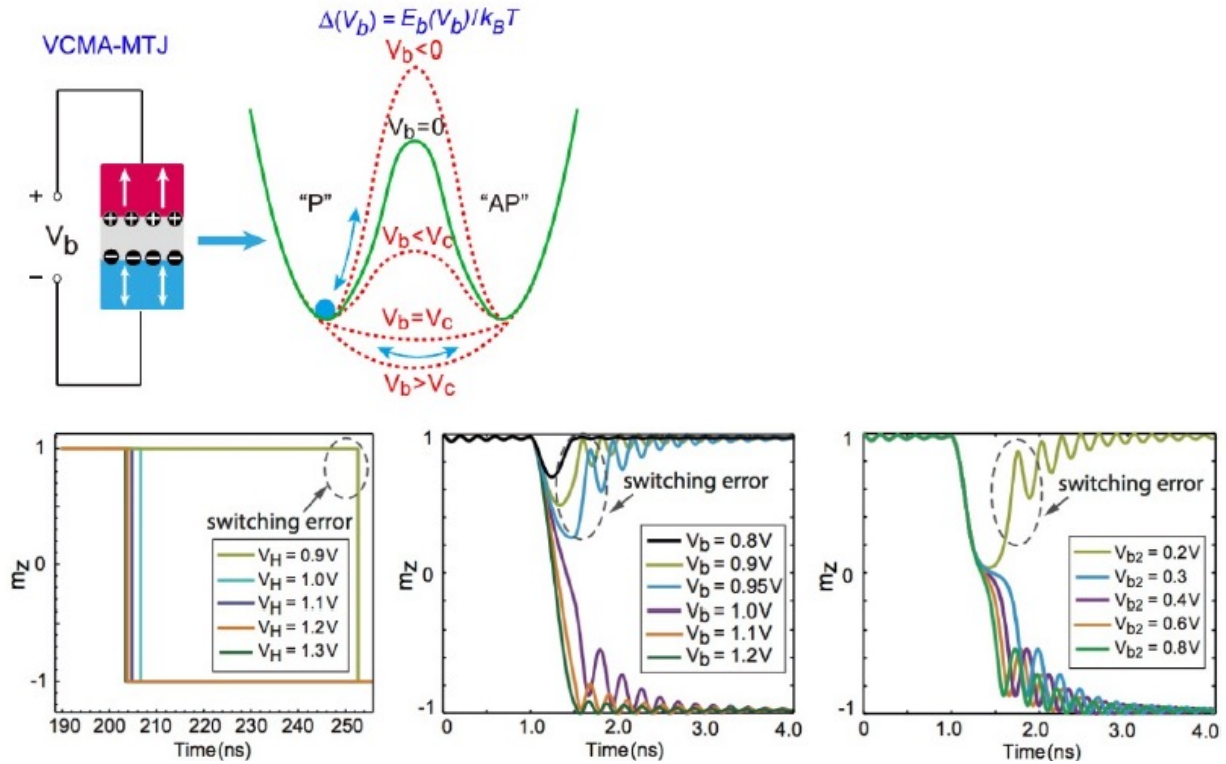 Δ(V_b) = E_b(V_b)/k_BT
VCMA-MTJ
V_b<0
V_b=0
+
"P"
"AP"
V_b
V_b<V_c
−
V_b=V_c
V_b>V_c
+ + + +
− − − −
1
0
-1
m_z
switching error
V_H = 0.9V
V_H = 1.0V
V_H = 1.1V
V_H = 1.2V
V_H = 1.3V
190 200 210 220 230 240 250
Time(ns)
1
0
-1
m_z
switching error
V_b = 0.8V
V_b = 0.9V
V_b = 0.95V
V_b = 1.0V
V_b = 1.1V
V_b = 1.2V
0 1.0 2.0 3.0 4.0
Time(ns)
1
0
-1
m_z
switching error
V_b2 = 0.2V
V_b2 = 0.3
V_b2 = 0.4V
V_b2 = 0.6V
V_b2 = 0.8V
0 1.0 2.0 3.0 4.0
Time (ns)